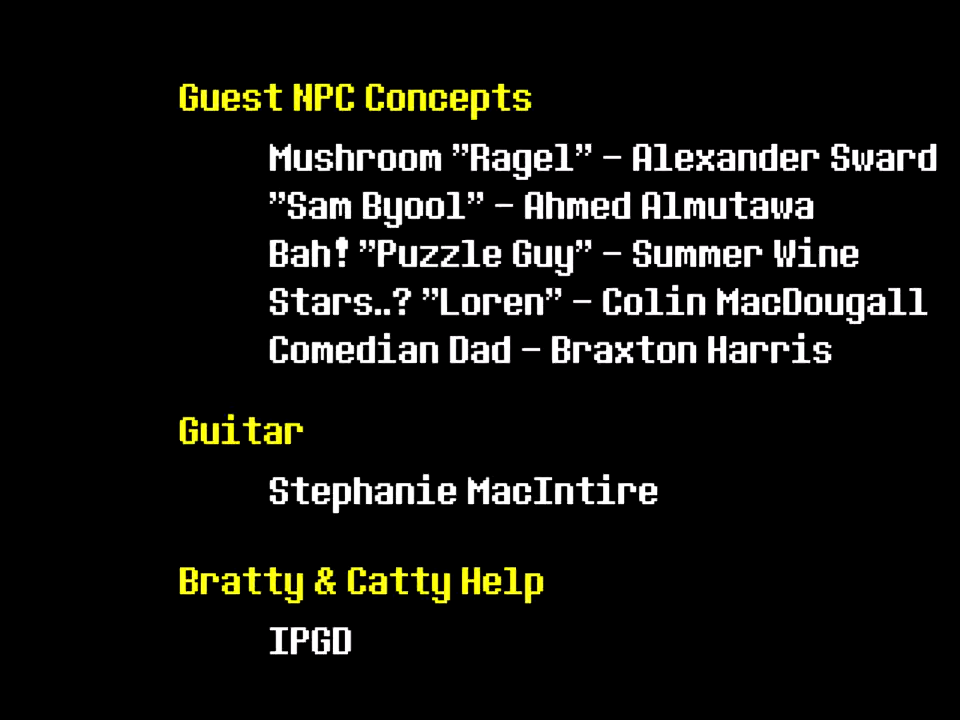 Guest NPC Concepts
Mushroom "Ragel" - Alexander Sward
"Sam Byool" - Ahmed Almutawa
Bah! "Puzzle Guy" - Summer Wine
Stars..? "Loren" - Colin MacDougall
Comedian Dad - Braxton Harris
Guitar
Stephanie MacIntire
Bratty & Catty Help
IPGD